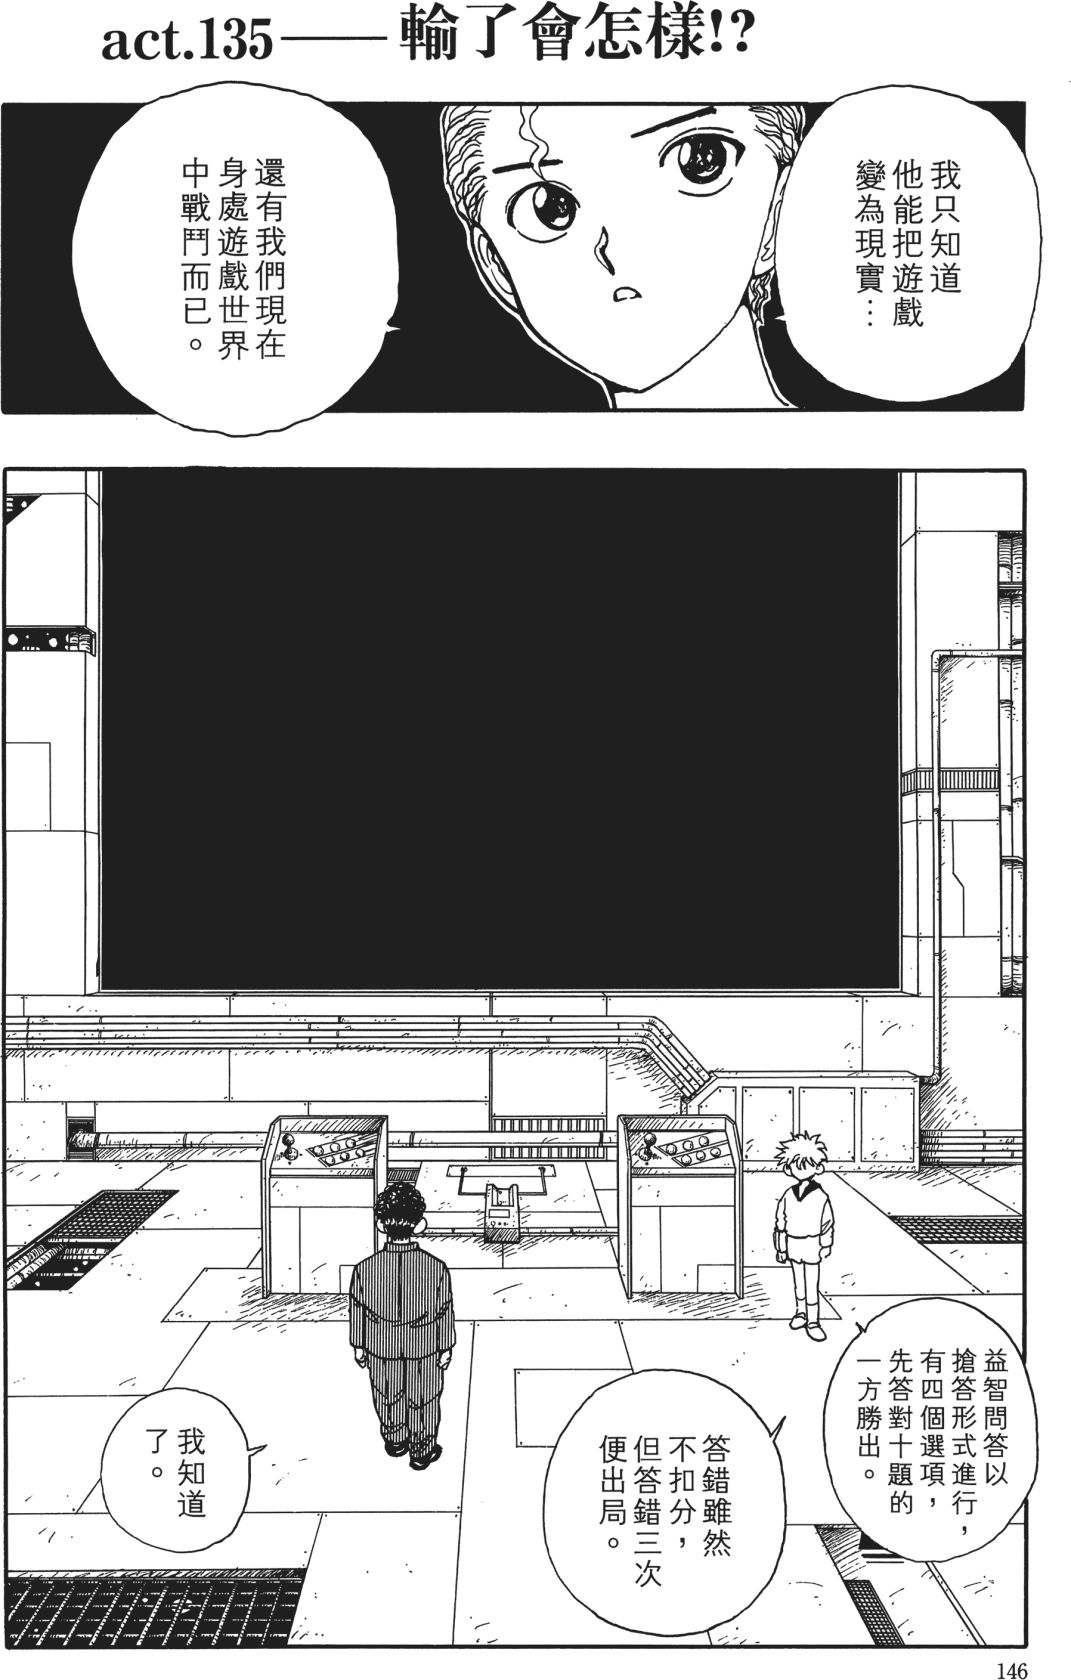 act.135——輸了會怎樣!?
我只知道
他能把遊戲
變為現實…
還有我們現在
身處遊戲世界
中戰鬥而已。
益智問答以
搶答形式進行，
有四個選項，
先答對十題的
一方勝出。
答錯雖然
不扣分，
但答錯三次
便出局。
我知道
了。
146